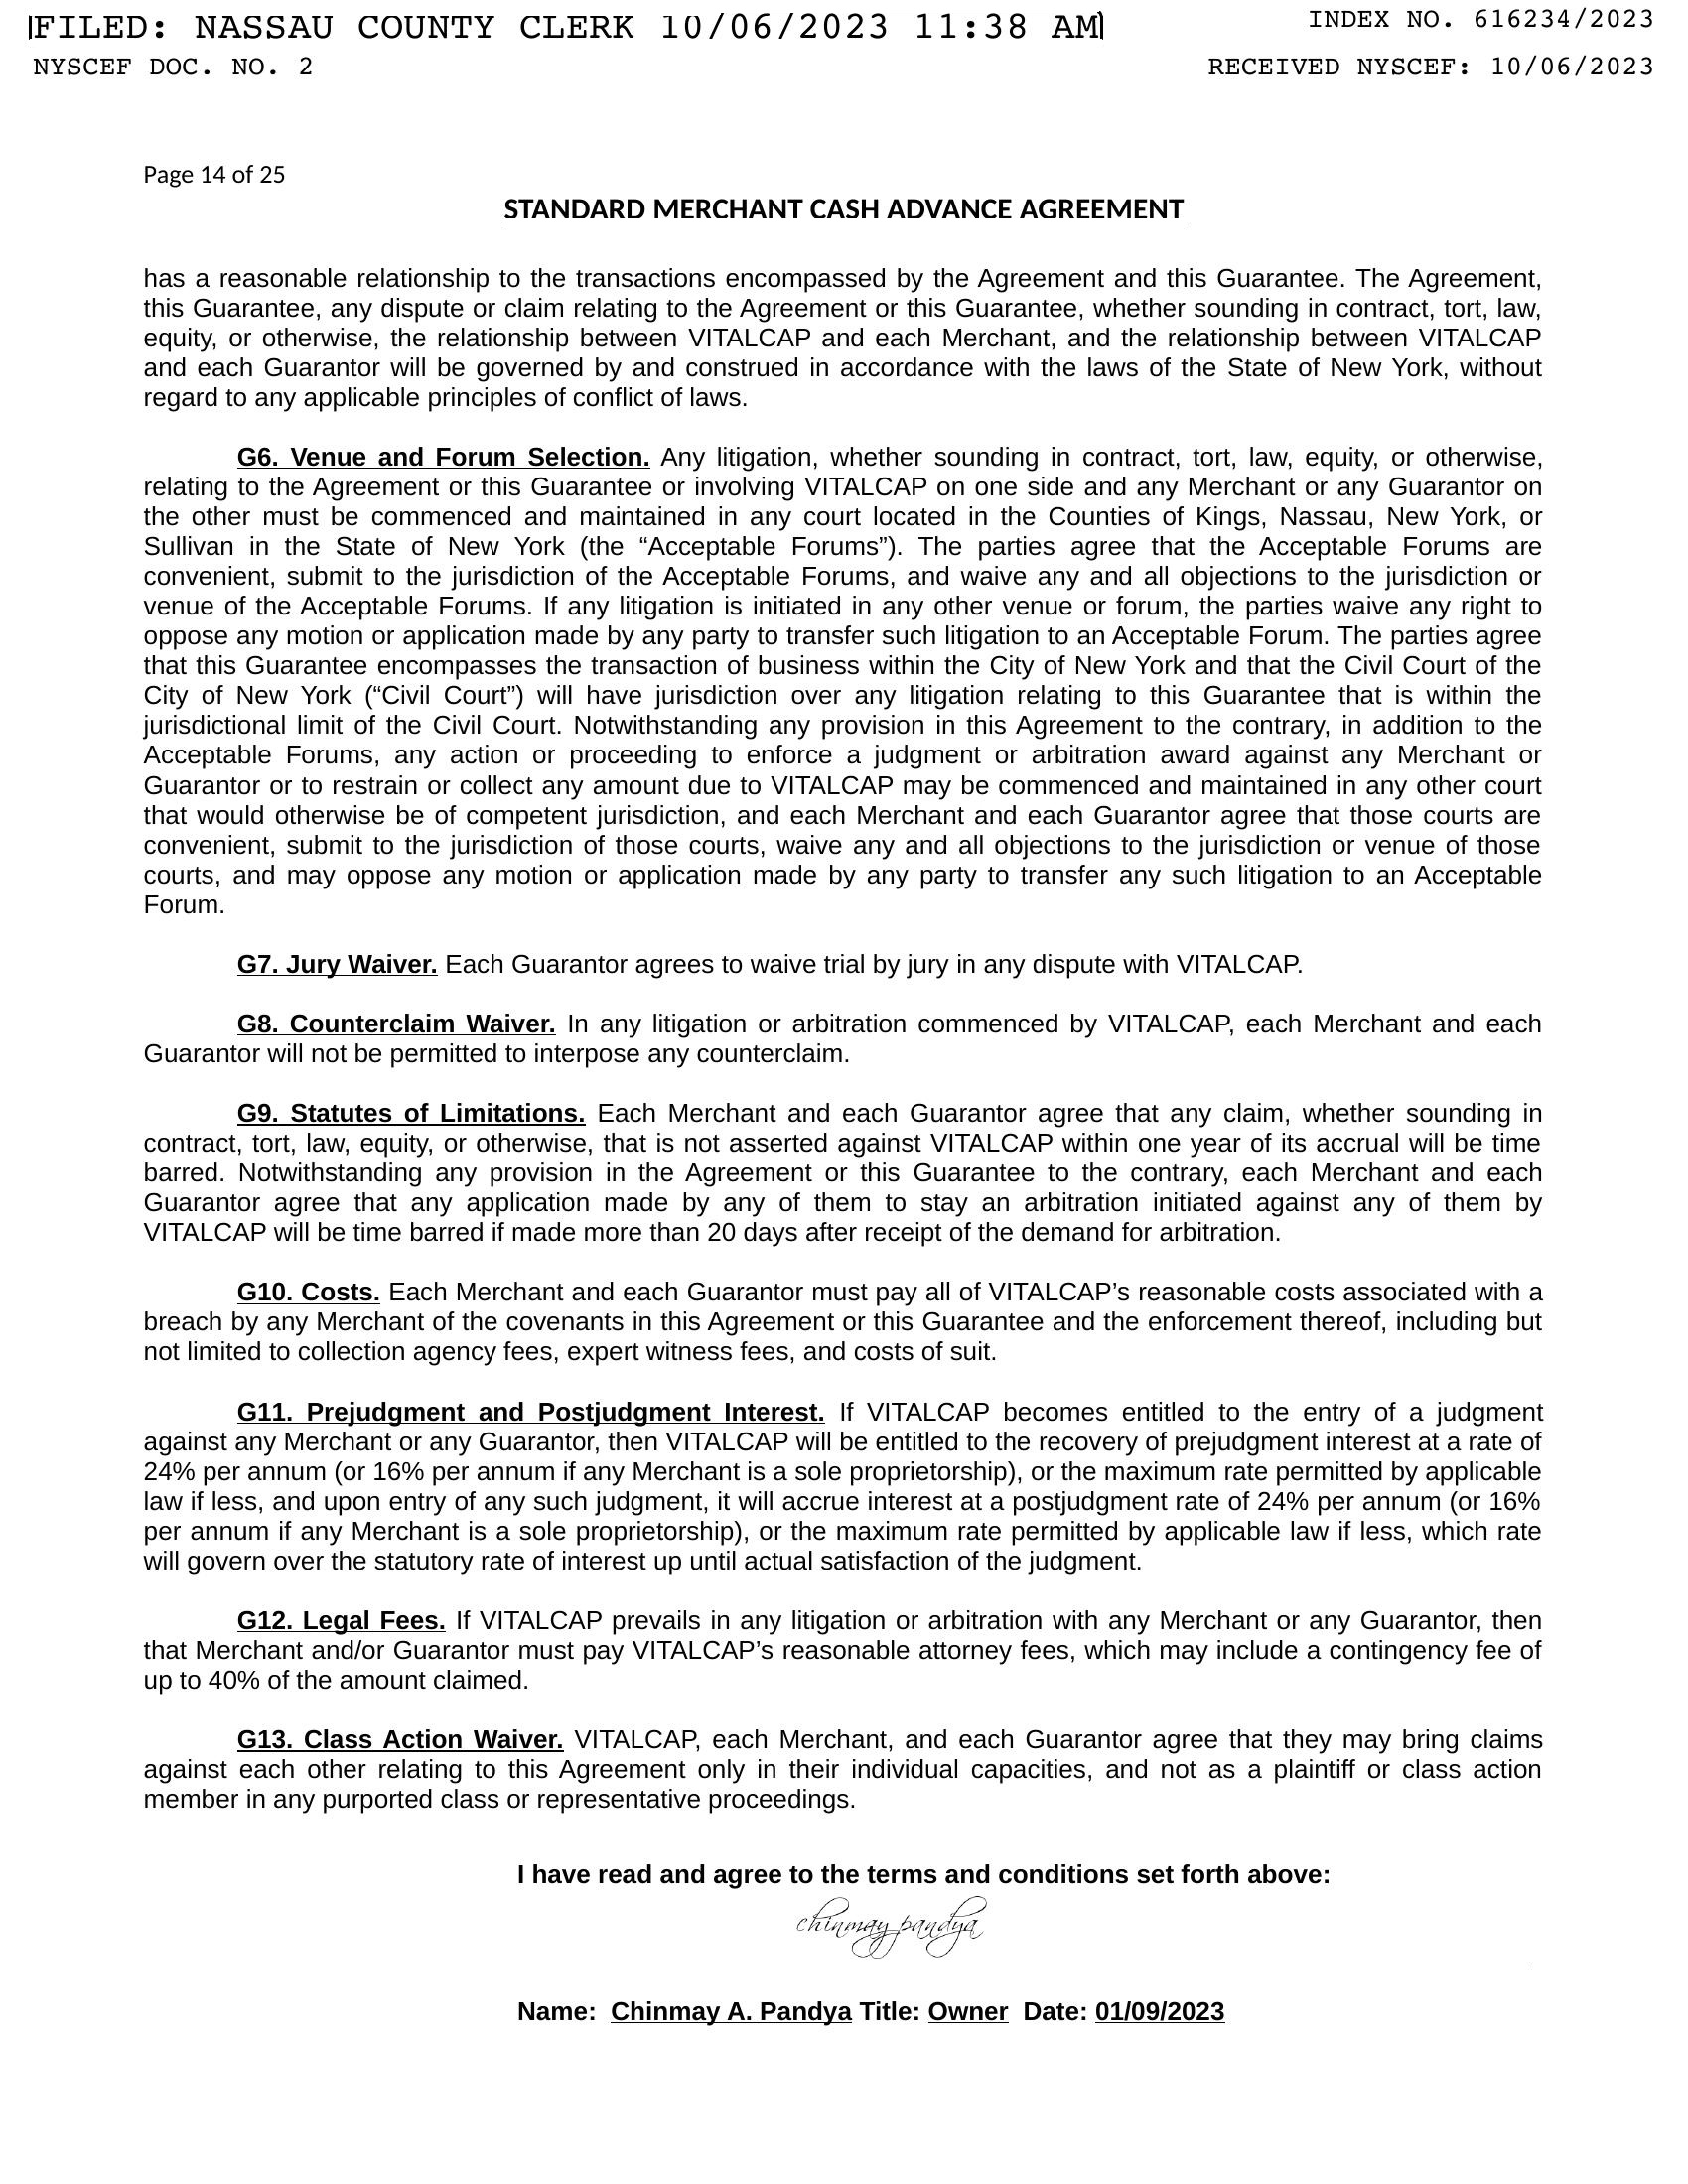 FILED: NASSAU COUNTY CLERK 10/06/2023 11:38 AM
INDEX NO. 616234/2023
NYSCEF DOC. NO. 2
RECEIVED NYSCEF: 10/06/2023
Page 14 of 25
STANDARD MERCHANT CASH ADVANCE AGREEMENT
has a reasonable relationship to the transactions encompassed by the Agreement and this Guarantee. The Agreement,
this Guarantee, any dispute or claim relating to the Agreement or this Guarantee, whether sounding in contract, tort, law,
equity, or otherwise, the relationship between VITALCAP and each Merchant, and the relationship between VITALCAP
and each Guarantor will be governed by and construed in accordance with the laws of the State of New York, without
regard to any applicable principles of conflict of laws.
G6. Venue and Forum Selection. Any litigation, whether sounding in contract, tort, law, equity, or otherwise,
relating to the Agreement or this Guarantee or involving VITALCAP on one side and any Merchant or any Guarantor on
the other must be commenced and maintained in any court located in the Counties of Kings, Nassau, New York, or
Sullivan in the State of New York (the “Acceptable Forums”). The parties agree that the Acceptable Forums are
convenient, submit to the jurisdiction of the Acceptable Forums, and waive any and all objections to the jurisdiction or
venue of the Acceptable Forums. If any litigation is initiated in any other venue or forum, the parties waive any right to
oppose any motion or application made by any party to transfer such litigation to an Acceptable Forum. The parties agree
that this Guarantee encompasses the transaction of business within the City of New York and that the Civil Court of the
City of New York (“Civil Court”) will have jurisdiction over any litigation relating to this Guarantee that is within the
jurisdictional limit of the Civil Court. Notwithstanding any provision in this Agreement to the contrary, in addition to the
Acceptable Forums, any action or proceeding to enforce a judgment or arbitration award against any Merchant or
Guarantor or to restrain or collect any amount due to VITALCAP may be commenced and maintained in any other court
that would otherwise be of competent jurisdiction, and each Merchant and each Guarantor agree that those courts are
convenient, submit to the jurisdiction of those courts, waive any and all objections to the jurisdiction or venue of those
courts, and may oppose any motion or application made by any party to transfer any such litigation to an Acceptable
Forum.
G7. Jury Waiver. Each Guarantor agrees to waive trial by jury in any dispute with VITALCAP.
G8. Counterclaim Waiver. In any litigation or arbitration commenced by VITALCAP, each Merchant and each
Guarantor will not be permitted to interpose any counterclaim.
G9. Statutes of Limitations. Each Merchant and each Guarantor agree that any claim, whether sounding in
contract, tort, law, equity, or otherwise, that is not asserted against VITALCAP within one year of its accrual will be time
barred. Notwithstanding any provision in the Agreement or this Guarantee to the contrary, each Merchant and each
Guarantor agree that any application made by any of them to stay an arbitration initiated against any of them by
VITALCAP will be time barred if made more than 20 days after receipt of the demand for arbitration.
G10. Costs. Each Merchant and each Guarantor must pay all of VITALCAP’s reasonable costs associated with a
breach by any Merchant of the covenants in this Agreement or this Guarantee and the enforcement thereof, including but
not limited to collection agency fees, expert witness fees, and costs of suit.
G11. Prejudgment and Postjudgment Interest. If VITALCAP becomes entitled to the entry of a judgment
against any Merchant or any Guarantor, then VITALCAP will be entitled to the recovery of prejudgment interest at a rate of
24% per annum (or 16% per annum if any Merchant is a sole proprietorship), or the maximum rate permitted by applicable
law if less, and upon entry of any such judgment, it will accrue interest at a postjudgment rate of 24% per annum (or 16%
per annum if any Merchant is a sole proprietorship), or the maximum rate permitted by applicable law if less, which rate
will govern over the statutory rate of interest up until actual satisfaction of the judgment.
G12. Legal Fees. If VITALCAP prevails in any litigation or arbitration with any Merchant or any Guarantor, then
that Merchant and/or Guarantor must pay VITALCAP’s reasonable attorney fees, which may include a contingency fee of
up to 40% of the amount claimed.
G13. Class Action Waiver. VITALCAP, each Merchant, and each Guarantor agree that they may bring claims
against each other relating to this Agreement only in their individual capacities, and not as a plaintiff or class action
member in any purported class or representative proceedings.
I have read and agree to the terms and conditions set forth above:
chinmay pandya
Name: Chinmay A. Pandya Title: Owner Date: 01/09/2023